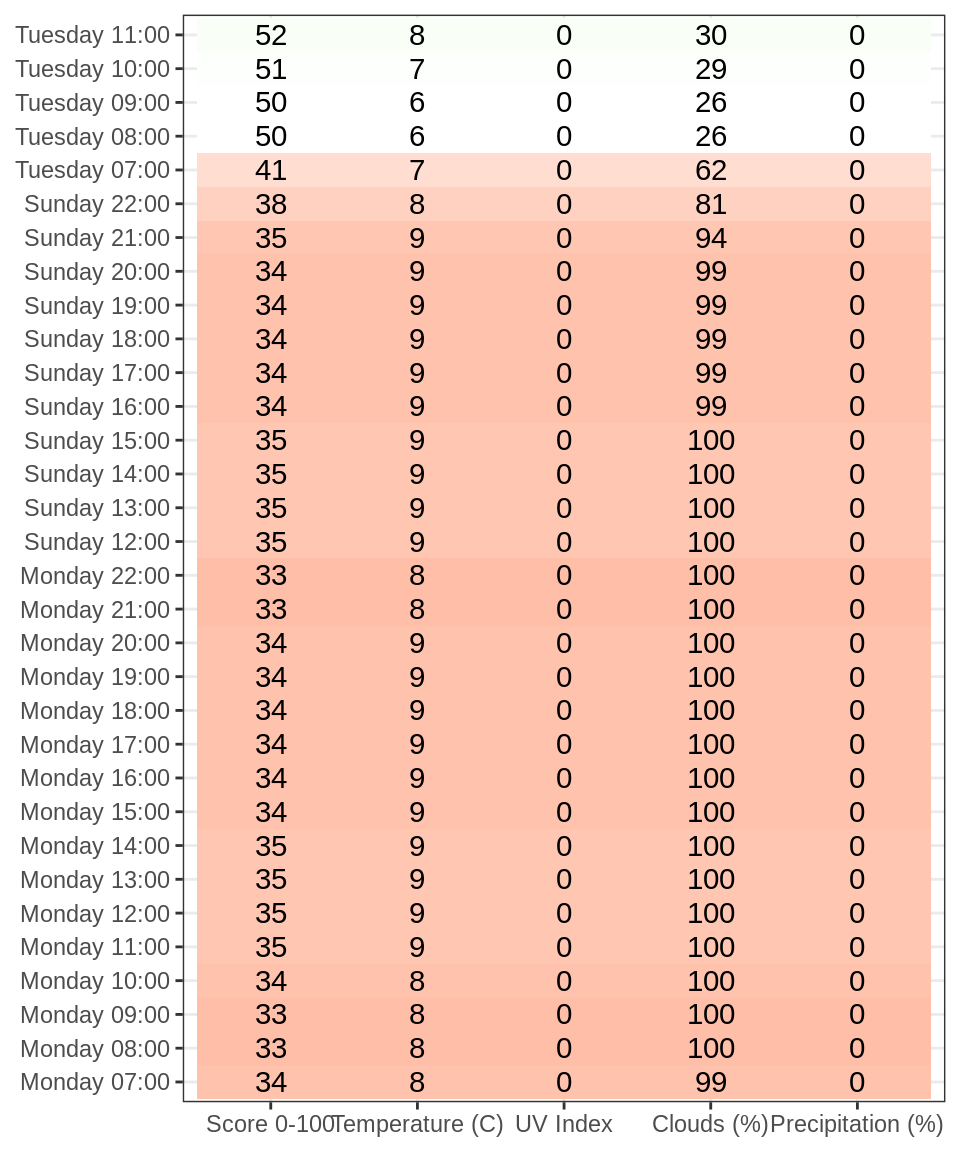 Tuesday 11:00 52 8 0 30 0
Tuesday 10:00 51 7 0 29 0
Tuesday 09:00 50 6 0 26 0
Tuesday 08:00 50 6 0 26 0
Tuesday 07:00 41 7 0 62 0
Sunday 22:00 38 8 0 81 0
Sunday 21:00 35 9 0 94 0
Sunday 20:00 34 9 0 99 0
Sunday 19:00 34 9 0 99 0
Sunday 18:00 34 9 0 99 0
Sunday 17:00 34 9 0 99 0
Sunday 16:00 34 9 0 99 0
Sunday 15:00 35 9 0 100 0
Sunday 14:00 35 9 0 100 0
Sunday 13:00 35 9 0 100 0
Sunday 12:00 35 9 0 100 0
Monday 22:00 33 8 0 100 0
Monday 21:00 33 8 0 100 0
Monday 20:00 34 9 0 100 0
Monday 19:00 34 9 0 100 0
Monday 18:00 34 9 0 100 0
Monday 17:00 34 9 0 100 0
Monday 16:00 34 9 0 100 0
Monday 15:00 34 9 0 100 0
Monday 14:00 35 9 0 100 0
Monday 13:00 35 9 0 100 0
Monday 12:00 35 9 0 100 0
Monday 11:00 35 9 0 100 0
Monday 10:00 34 8 0 100 0
Monday 09:00 33 8 0 100 0
Monday 08:00 33 8 0 100 0
Monday 07:00 34 8 0 99 0
Score 0-100 Temperature (C) UV Index Clouds (%) Precipitation (%)